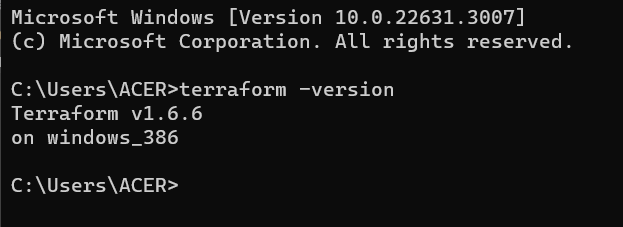 Microsoft Windows [Version 10.0.22631.3007]
(c) Microsoft Corporation. All rights reserved.
C:\Users\ACER>terraform -version
Terraform v1.6.6
on windows_386
C:\Users\ACER>